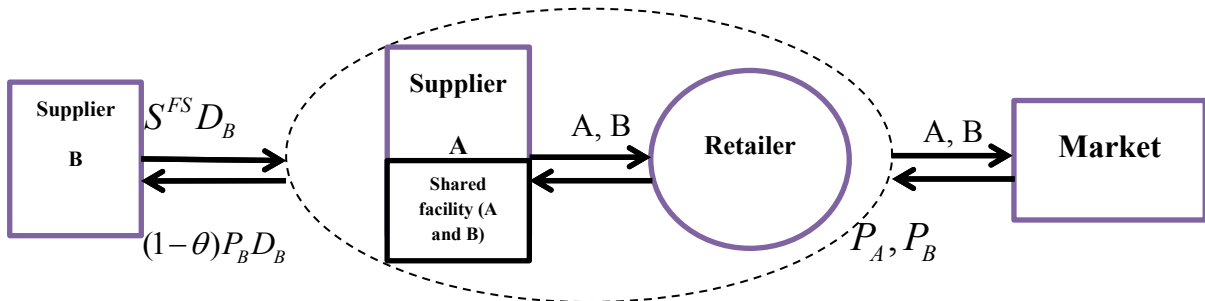 Supplier
B
S^{FS} D_B
(1-θ)P_B D_B
Supplier
A
Shared
facility (A
and B)
A, B
Retailer
A, B
P_A, P_B
Market